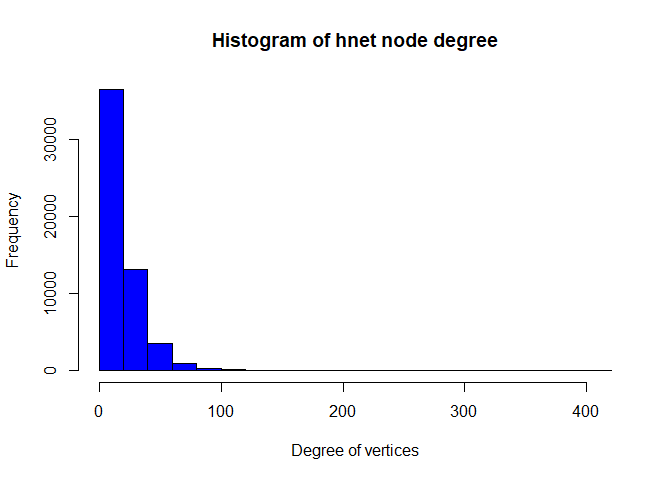 Histogram of hnet node degree
Frequency
30000
20000
10000
0
0 100 200 300 400
Degree of vertices